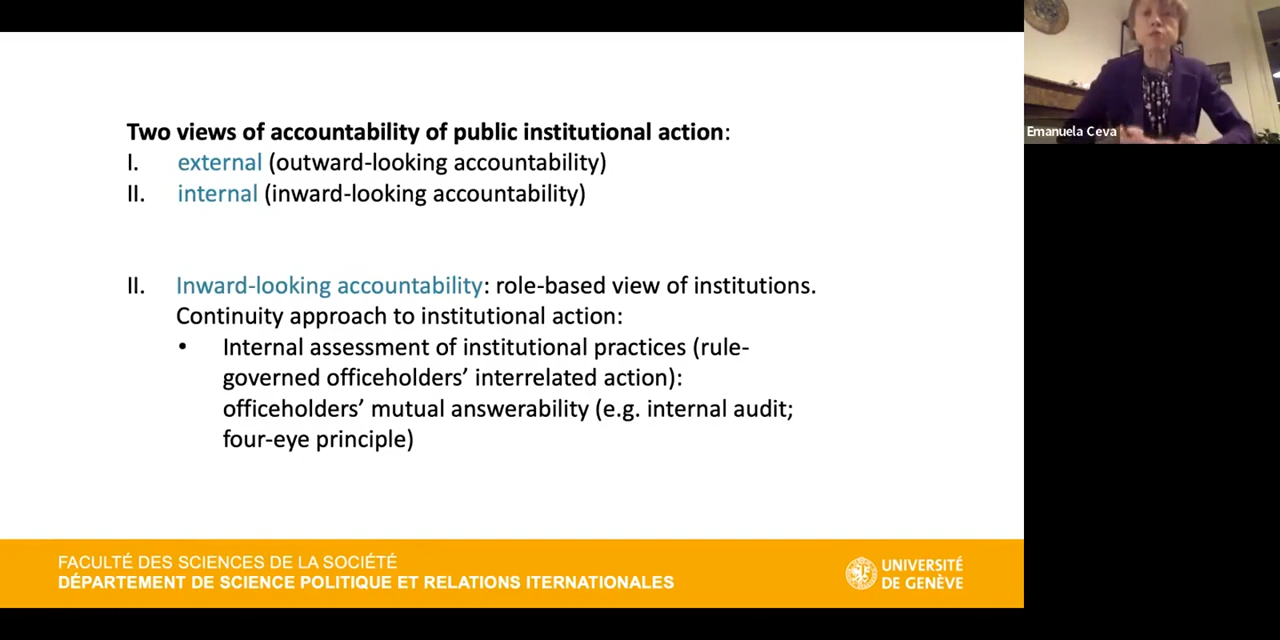 Two views of accountability of public institutional action:
I. external (outward-looking accountability)
II. internal (inward-looking accountability)
Emanuela Ceva
II. Inward-looking accountability: role-based view of institutions.
Continuity approach to institutional action:
• Internal assessment of institutional practices (rule-
governed officeholders’ interrelated action):
officeholders’ mutual answerability (e.g. internal audit;
four-eye principle)
FACULTÉ DES SCIENCES DE LA SOCIÉTÉ
DÉPARTEMENT DE SCIENCE POLITIQUE ET RELATIONS ITERNATIONALES
UNIVERSITÉ
DE GENÈVE